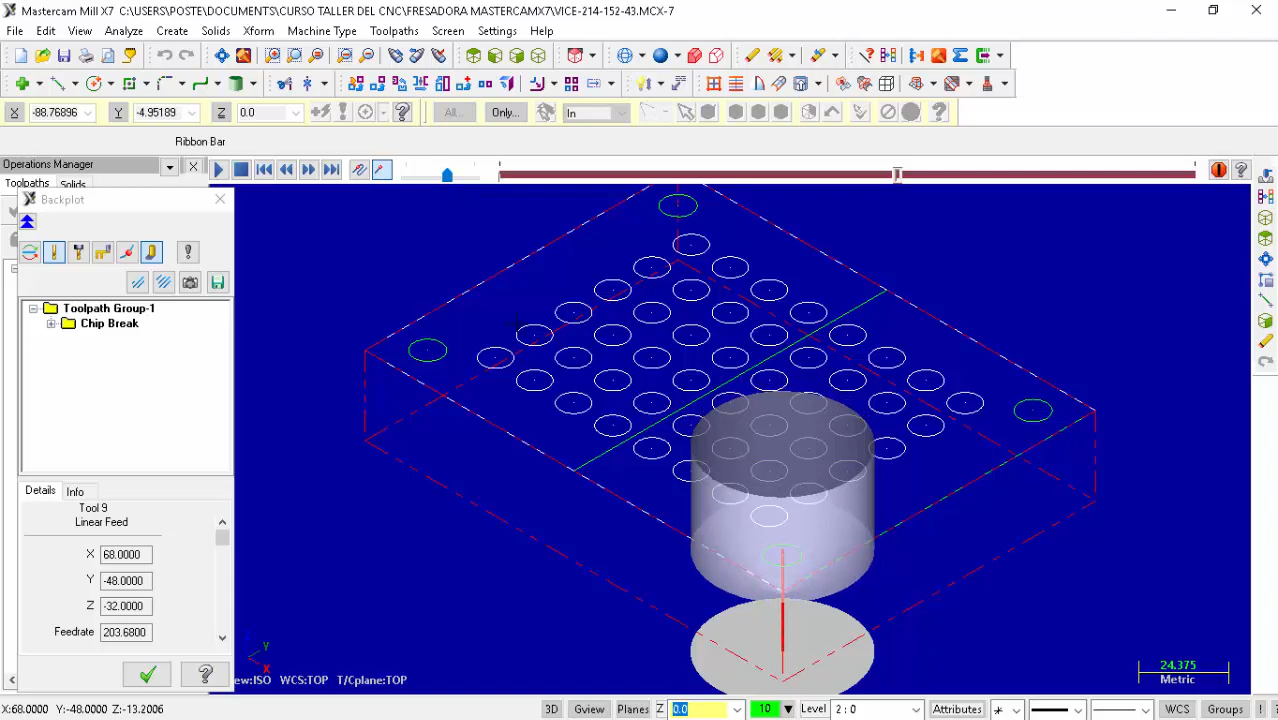 Mastercam Mill X7 C:\USERS\POSTE\DOCUMENTS\CURSO TALLER DEL CNC\FRESADORA MASTERCAMX7\VICE-214-152-43.MCX-7
File Edit View Analyze Create Solids Xform Machine Type Toolpaths Screen Settings Help
X -88.76896 Y -4.95189 Z 0.0 All... Only... In
Ribbon Bar
Operations Manager
Toolpaths Solids
Backplot
Toolpath Group-1
Chip Break
Details Info
Tool 9
Linear Feed
X 68.0000
Y -48.0000
Z -32.0000
Feedrate 203.6800
Y
X
ew:ISO WCS:TOP T/Cplane:TOP
24.375
Metric
X:68.0000 Y:-48.0000 Z:-13.2006
3D Gview Planes Z 0.0 10 Level 2 : 0 Attributes WCS Groups